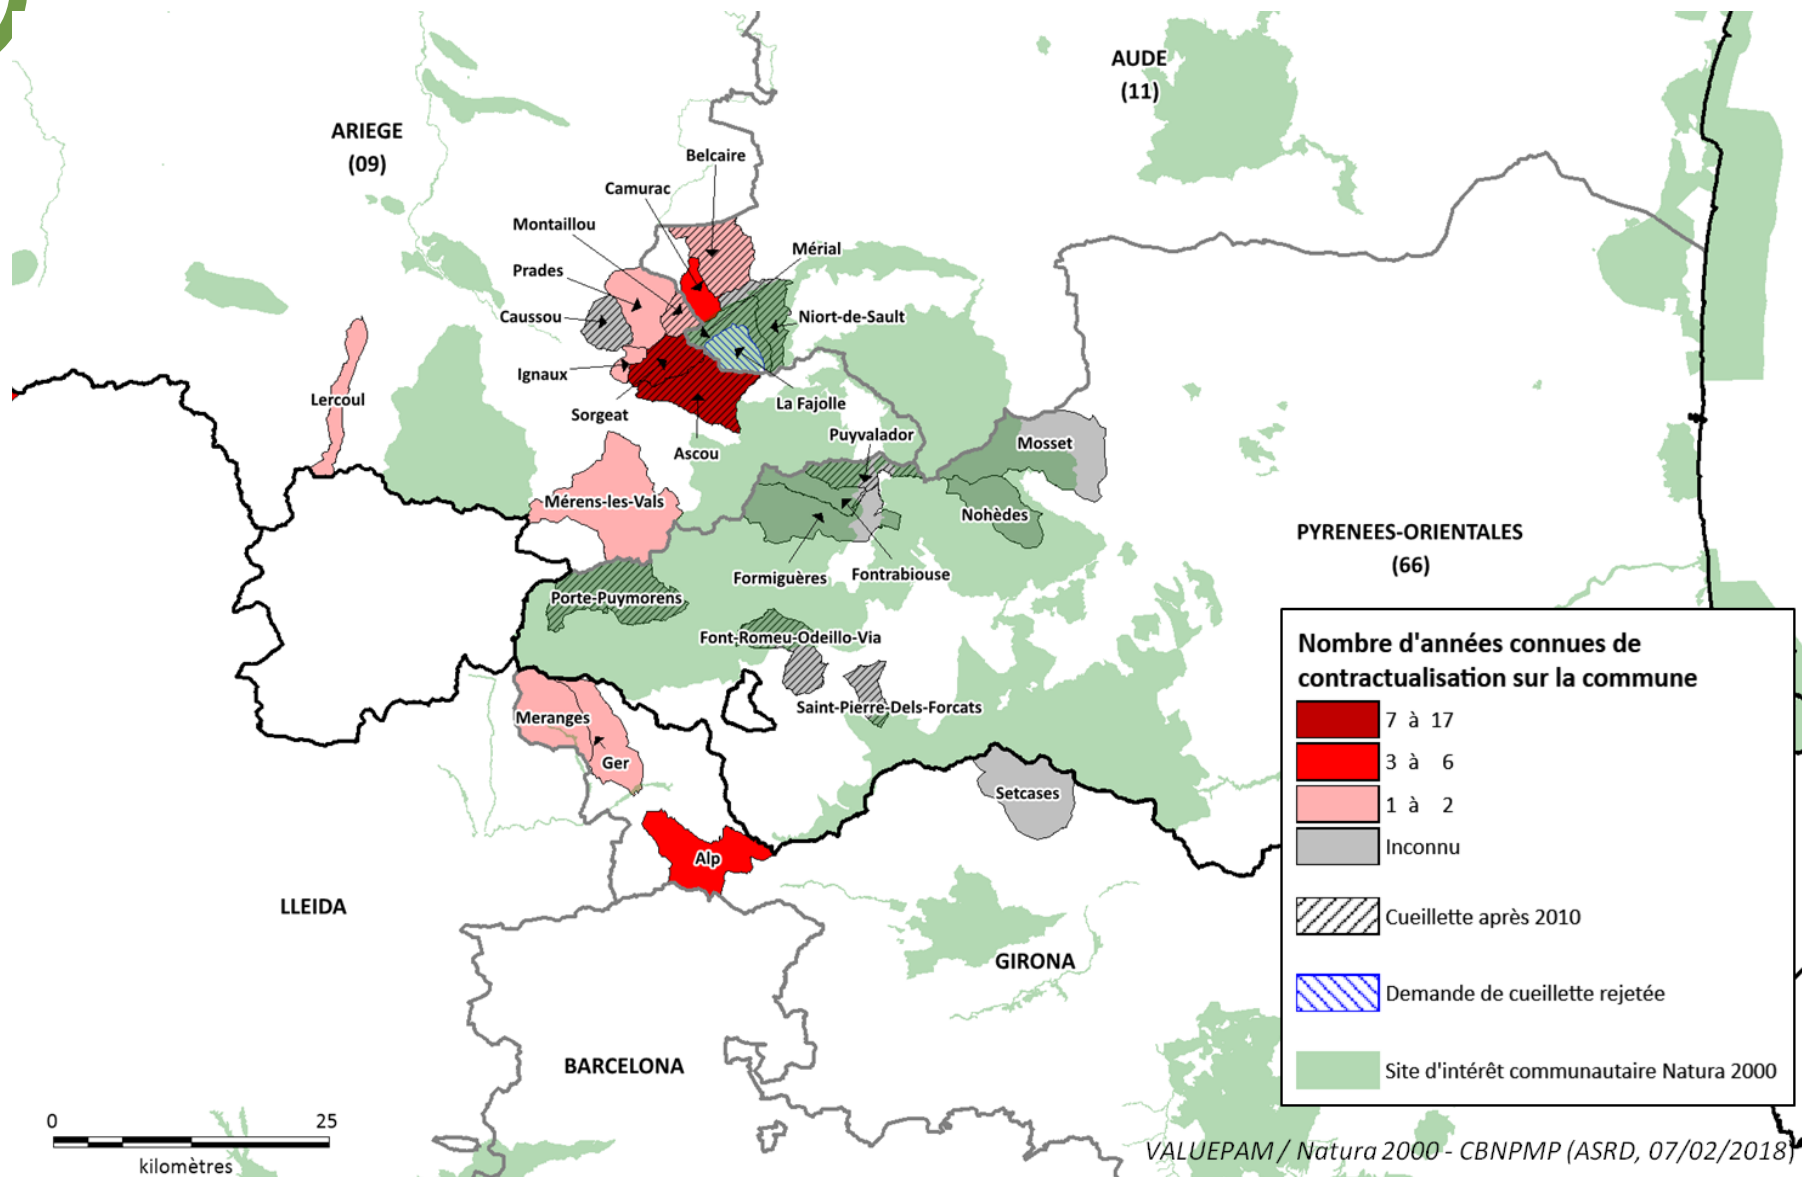 AUDE
(11)
ARIEGE
(09)
Belcaire
Camurac
Montaillou
Mérial
Prades
Caussou
Niort-de-Sault
Ignaux
Lercoul
La Fajolle
Sorgeat
Puyvalador
Mosset
Ascou
Mérens-les-Vals
Nohèdes
PYRENEES-ORIENTALES
(66)
Formiguères
Fontrabiouse
Porte-Puymorens
Font-Romeu-Odeillo-Via
Saint-Pierre-Dels-Forcats
Meranges
Ger
Setcases
Alp
LLEIDA
GIRONA
BARCELONA
Nombre d'années connues de
contractualisation sur la commune
7 à 17
3 à 6
1 à 2
Inconnu
Cueillette après 2010
Demande de cueillette rejetée
Site d'intérêt communautaire Natura 2000
0 25
kilomètres
VALUEPAM / Natura 2000 - CBNPMP (ASRD, 07/02/2018)